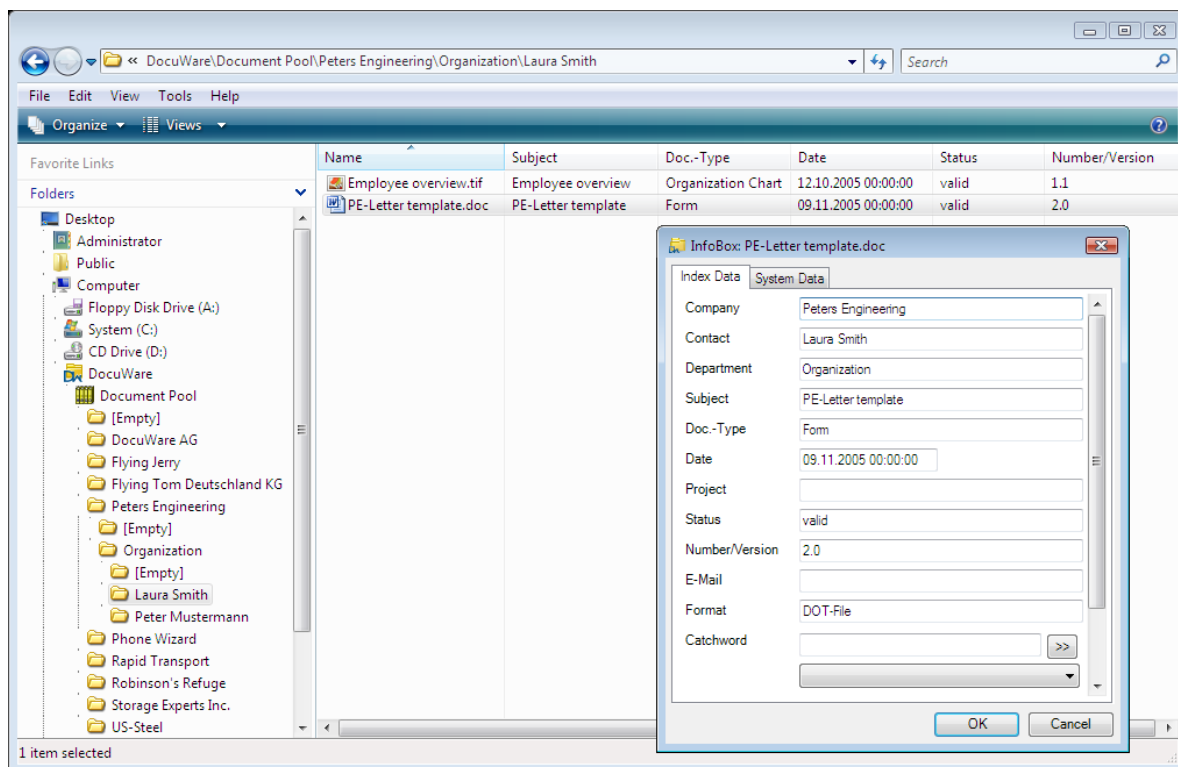 « DocuWare\Document Pool\Peters Engineering\Organization\Laura Smith
Search
File Edit View Tools Help
Organize Views
Favorite Links
Folders
Desktop
Administrator
Public
Computer
Floppy Disk Drive (A:)
System (C:)
CD Drive (D:)
DocuWare
Document Pool
[Empty]
DocuWare AG
Flying Jerry
Flying Tom Deutschland KG
Peters Engineering
[Empty]
Organization
[Empty]
Laura Smith
Peter Mustermann
Phone Wizard
Rapid Transport
Robinson's Refuge
Storage Experts Inc.
US-Steel
Name Subject Doc.-Type Date Status Number/Version
Employee overview.tif Employee overview Organization Chart 12.10.2005 00:00:00 valid 1.1
PE-Letter template.doc PE-Letter template Form 09.11.2005 00:00:00 valid 2.0
InfoBox: PE-Letter template.doc
Index Data System Data
Company Peters Engineering
Contact Laura Smith
Department Organization
Subject PE-Letter template
Doc.-Type Form
Date 09.11.2005 00:00:00
Project
Status valid
Number/Version 2.0
E-Mail
Format DOT-File
Catchword >>
OK Cancel
1 item selected